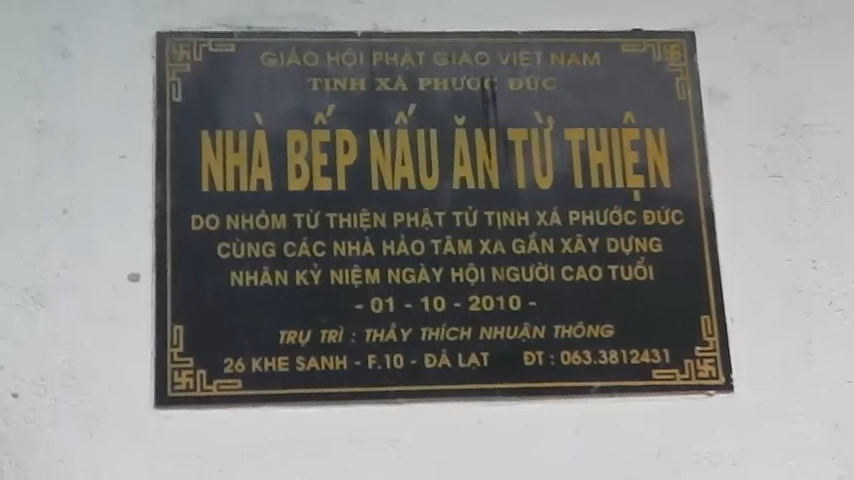 GIÁO HỘI PHẬT GIÁO VIỆT NAM
TỊNH XÁ PHƯỚC ĐỨC
NHÀ BẾP NẤU ĂN TỪ THIỆN
DO NHÓM TỪ THIỆN PHẬT TỬ TỊNH XÁ PHƯỚC ĐỨC
CÙNG CÁC NHÀ HẢO TÂM XA GẦN XÂY DỰNG
NHÂN KỶ NIỆM NGÀY HỘI NGƯỜI CAO TUỔI
- 01 - 10 - 2010 -
TRỤ TRÌ : THẦY THÍCH NHUẬN THÔNG
26 KHE SANH - F.10 - ĐÀ LẠT ĐT : 063.3812431